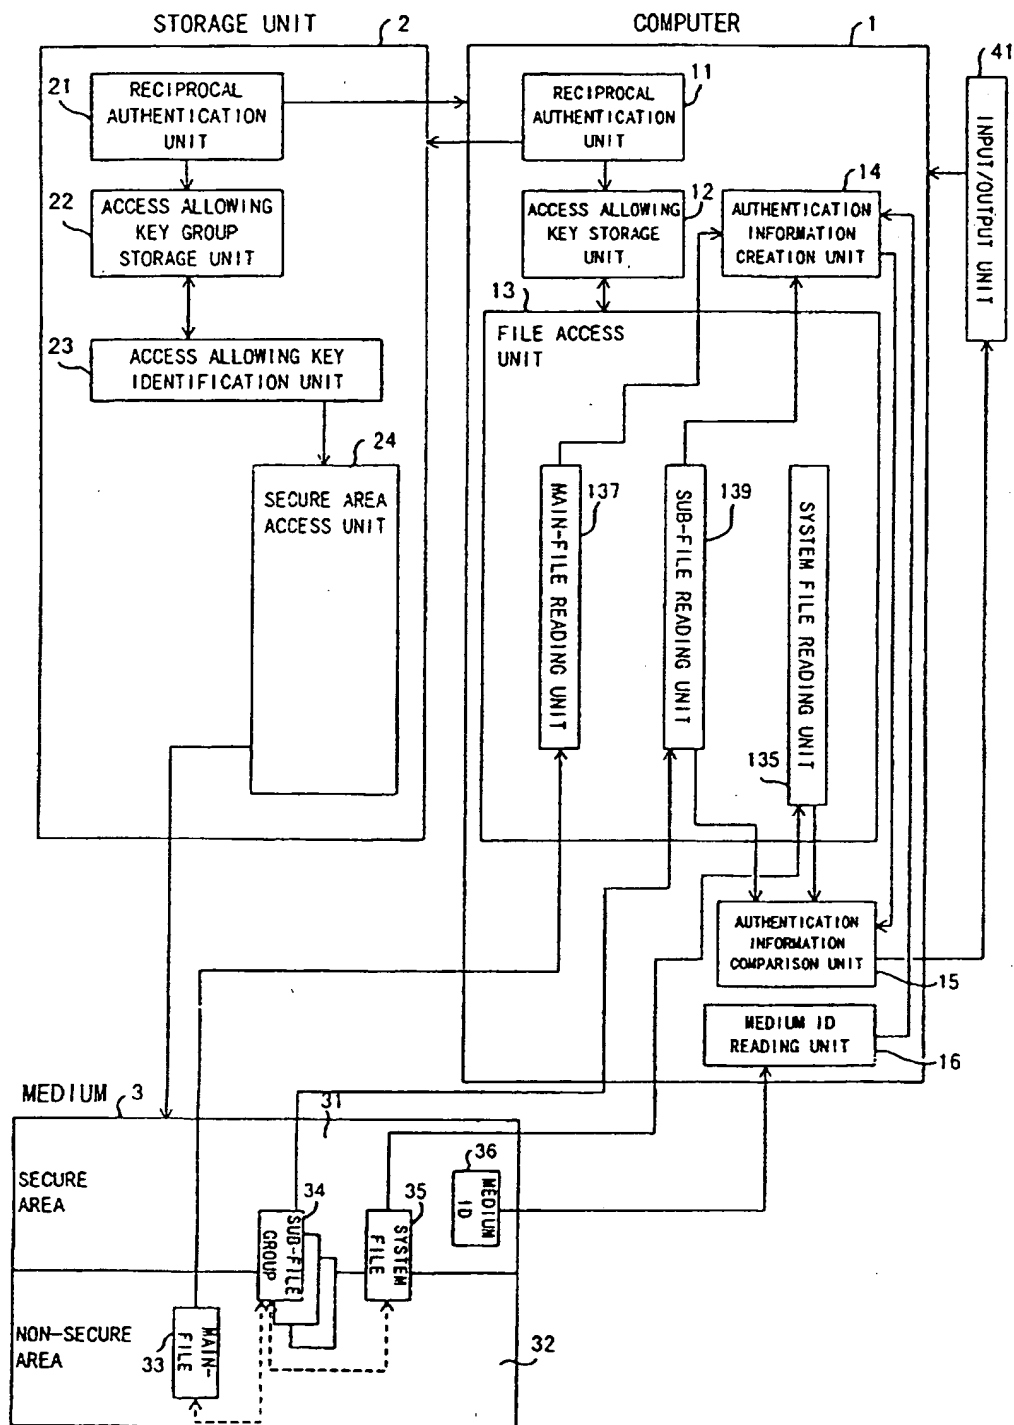 STORAGE UNIT
2
COMPUTER
1
41
21
RECIPROCAL
AUTHENTICATION
UNIT
11
RECIPROCAL
AUTHENTICATION
UNIT
INPUT/OUTPUT UNIT
22
ACCESS ALLOWING
KEY GROUP
STORAGE UNIT
12
ACCESS ALLOWING
KEY STORAGE
UNIT
14
AUTHENTICATION
INFORMATION
CREATION UNIT
13
FILE ACCESS
UNIT
23
ACCESS ALLOWING KEY
IDENTIFICATION UNIT
24
SECURE AREA
ACCESS UNIT
137
MAIN-FILE READING UNIT
139
SUB-FILE READING UNIT
SYSTEM FILE READING UNIT
135
AUTHENTICATION
INFORMATION
COMPARISON UNIT
15
MEDIUM ID
READING UNIT
16
MEDIUM
3
31
SECURE
AREA
34
SUB-FILE
GROUP
35
SYSTEM
FILE
36
MEDIUM
ID
NON-SECURE
AREA
33
MAIN-
FILE
32